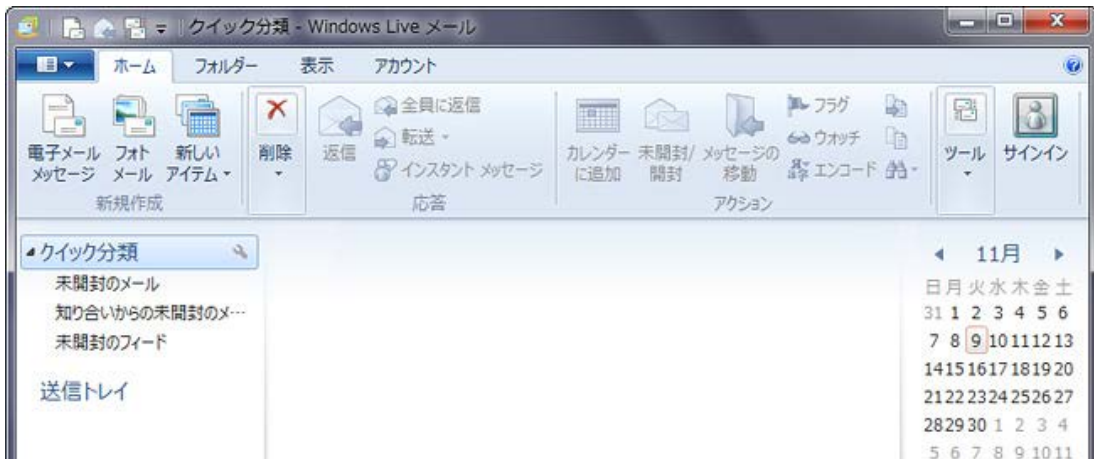 クイック分類 - Windows Live メール
ホーム フォルダー 表示 アカウント
電子メール メッセージ
フォト メール
新しい アイテム
新規作成
削除
返信
全員に返信
転送
インスタント メッセージ
応答
カレンダーに追加
未開封/開封
メッセージの移動
フラグ
ウォッチ
エンコード
アクション
ツール
サインイン
クイック分類
未開封のメール
知り合いからの未開封のメ…
未開封のフィード
送信トレイ
11月
日 月 火 水 木 金 土
31 1 2 3 4 5 6
7 8 9 10 11 12 13
14 15 16 17 18 19 20
21 22 23 24 25 26 27
28 29 30 1 2 3 4
5 6 7 8 9 10 11